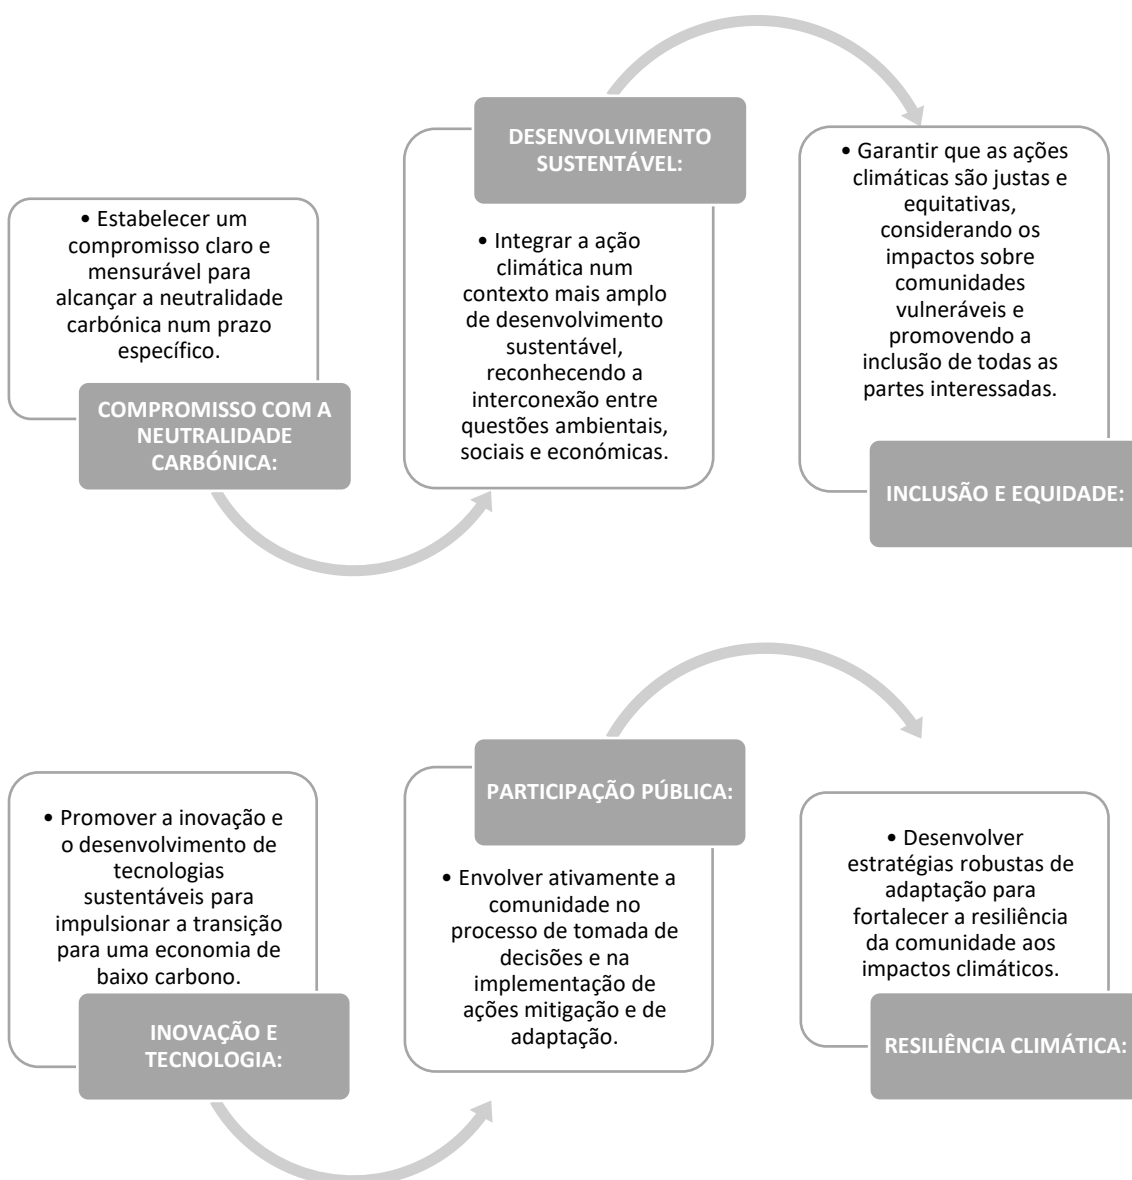 • Estabelecer um
compromisso claro e
mensurável para
alcançar a neutralidade
carbónica num prazo
específico.
COMPROMISSO COM A
NEUTRALIDADE
CARBÓNICA:
DESENVOLVIMENTO
SUSTENTÁVEL:
• Integrar a ação
climática num
contexto mais amplo
de desenvolvimento
sustentável,
reconhecendo a
interconexão entre
questões ambientais,
sociais e económicas.
• Garantir que as ações
climáticas são justas e
equitativas,
considerando os
impactos sobre
comunidades
vulneráveis e
promovendo a
inclusão de todas as
partes interessadas.
INCLUSÃO E EQUIDADE:
• Promover a inovação e
o desenvolvimento de
tecnologias
sustentáveis para
impulsionar a transição
para uma economia de
baixo carbono.
INOVAÇÃO E
TECNOLOGIA:
PARTICIPAÇÃO PÚBLICA:
• Envolver ativamente a
comunidade no
processo de tomada de
decisões e na
implementação de
ações mitigação e de
adaptação.
• Desenvolver
estratégias robustas de
adaptação para
fortalecer a resiliência
da comunidade aos
impactos climáticos.
RESILIÊNCIA CLIMÁTICA: